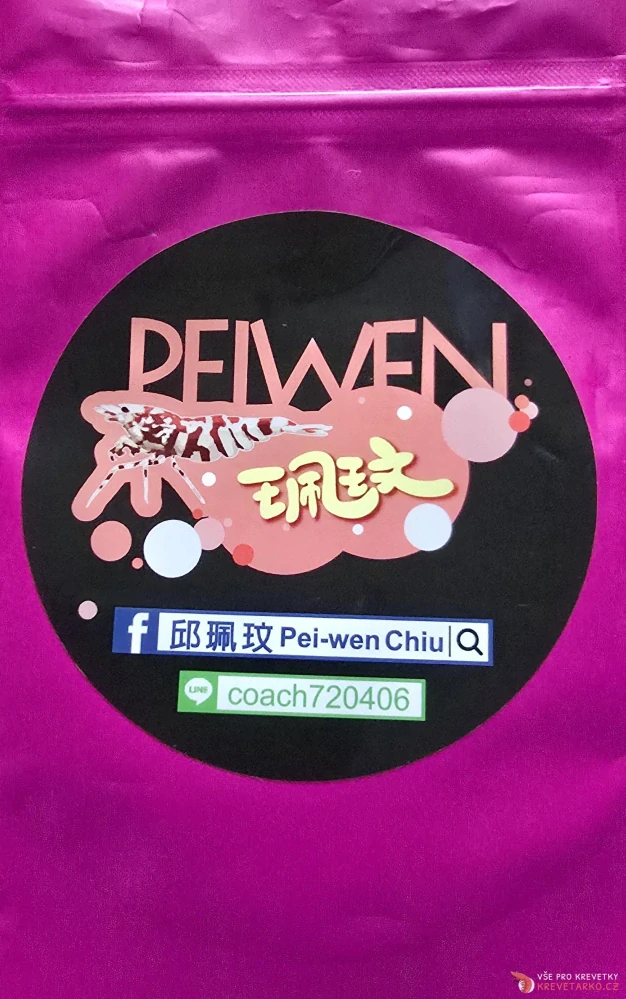 PEIWEN
珮玟
f 邱珮玟 Pei-wen Chiu
LINE coach720406
VŠE PRO KREVETKY
KREVETARKO.CZ